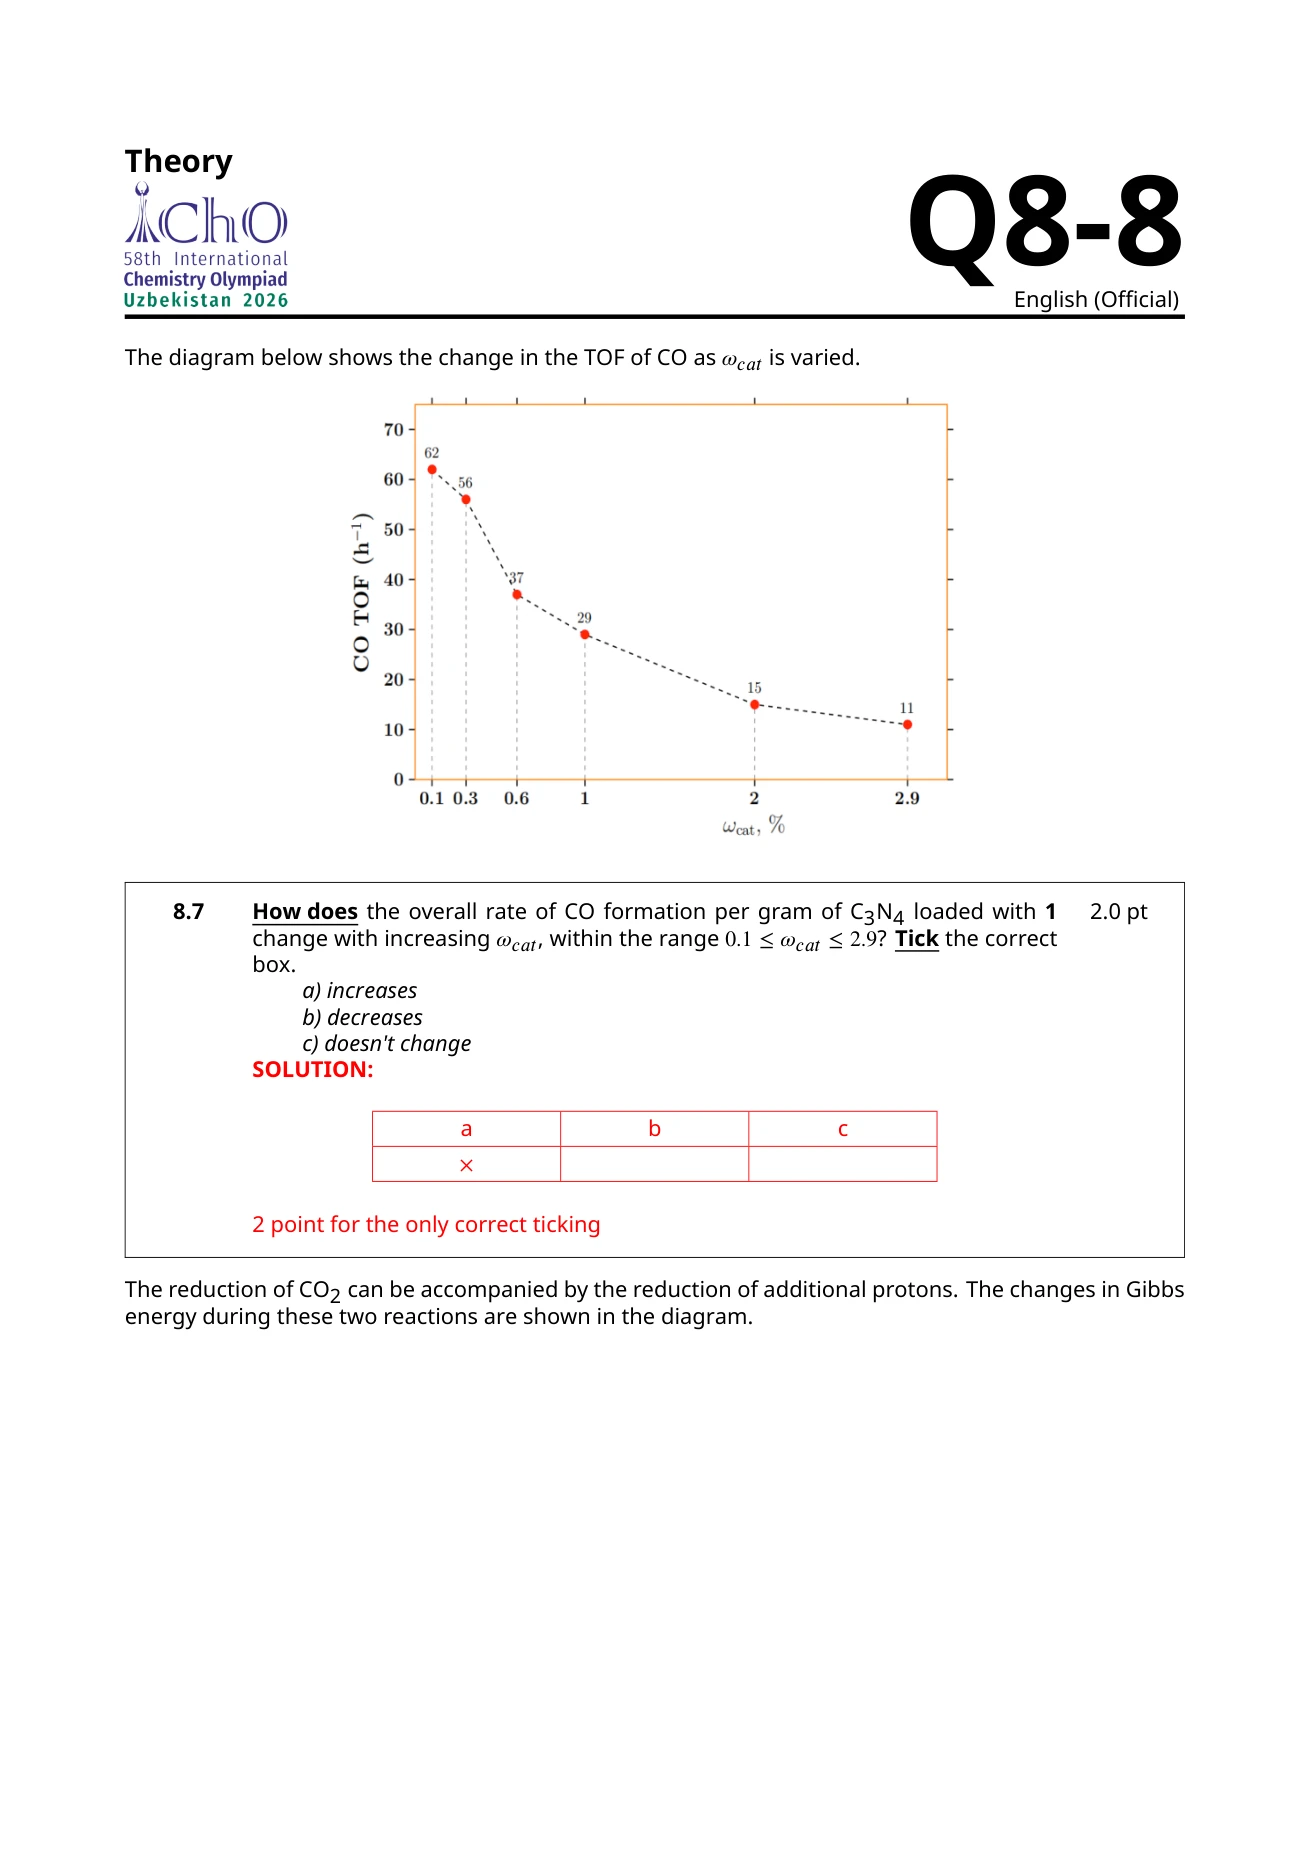 Theory
IChO
58th International
Chemistry Olympiad
Uzbekistan 2026
Q8-8
English (Official)
The diagram below shows the change in the TOF of CO as ω_cat is varied.
70
60
50
40
30
20
10
0
CO TOF (h⁻¹)
62
56
37
29
15
11
0.1 0.3 0.6 1 2 2.9
ω_cat, %
8.7 How does the overall rate of CO formation per gram of C₃N₄ loaded with 1 2.0 pt
change with increasing ω_cat, within the range 0.1 ≤ ω_cat ≤ 2.9? Tick the correct
box.
a) increases
b) decreases
c) doesn't change
SOLUTION:
a b c
×
2 point for the only correct ticking
The reduction of CO₂ can be accompanied by the reduction of additional protons. The changes in Gibbs
energy during these two reactions are shown in the diagram.